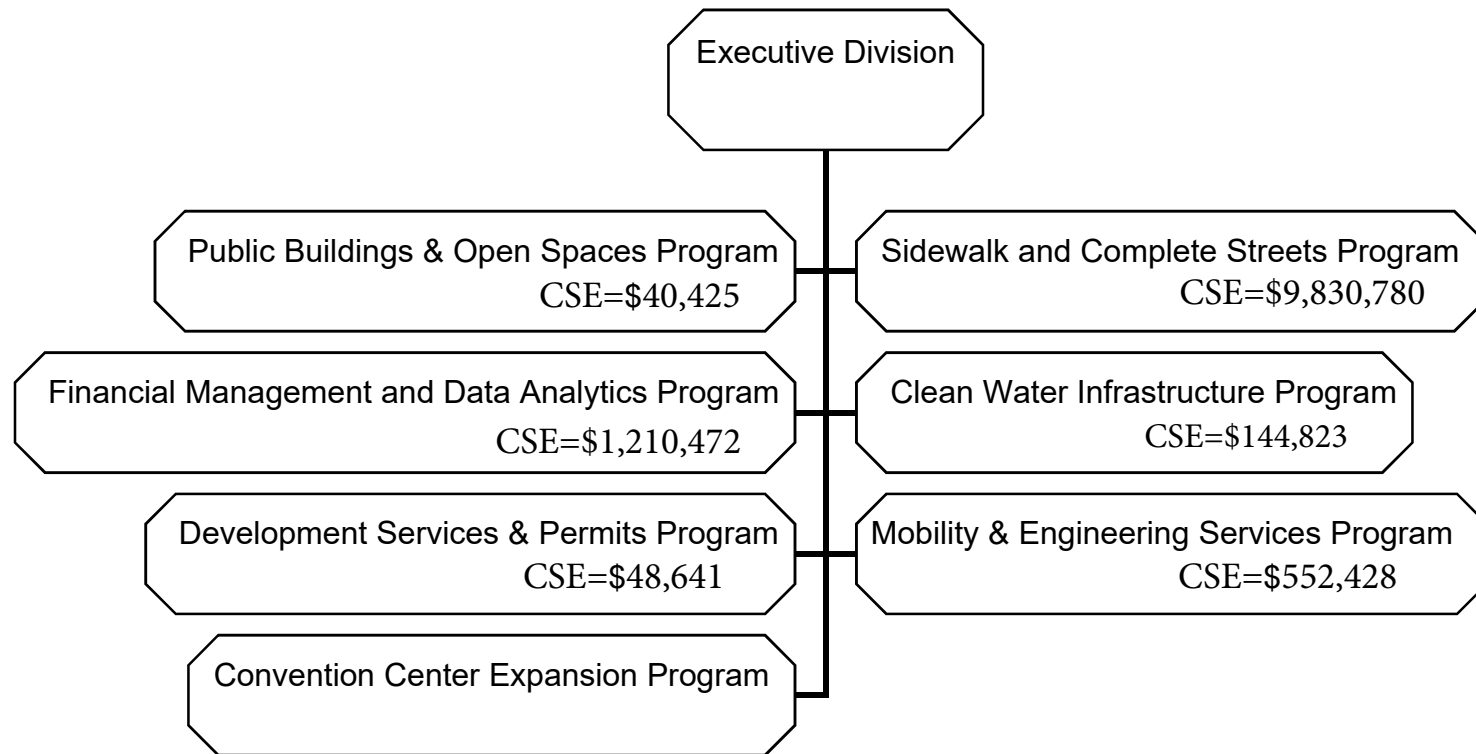 Executive Division
Public Buildings & Open Spaces Program
CSE=$40,425
Sidewalk and Complete Streets Program
CSE=$9,830,780
Financial Management and Data Analytics Program
CSE=$1,210,472
Clean Water Infrastructure Program
CSE=$144,823
Development Services & Permits Program
CSE=$48,641
Mobility & Engineering Services Program
CSE=$552,428
Convention Center Expansion Program